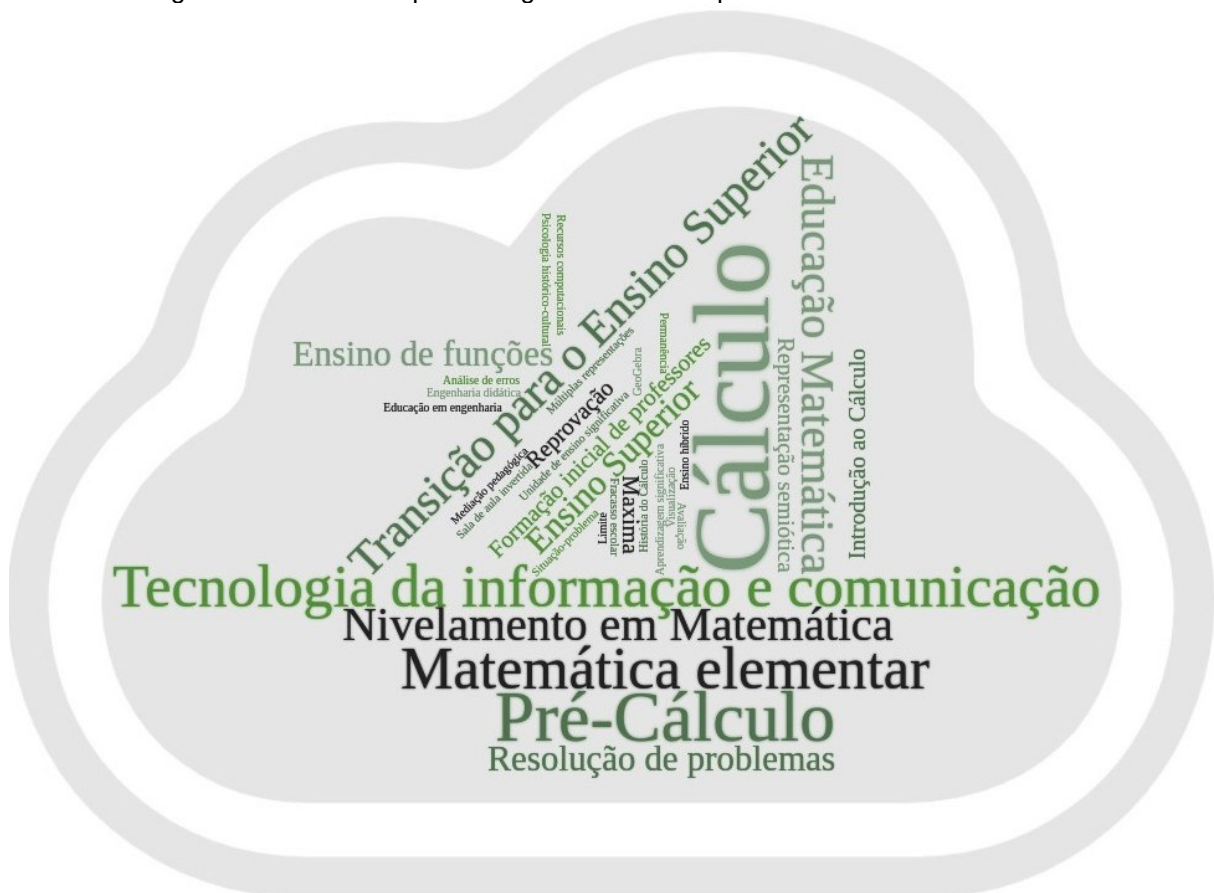 Transição para o Ensino Superior
Educação Matemática
Cálculo
Recursos computacionais
Psicologia histórico-cultural
Ensino de funções
Análise de erros
Engenharia didática
Educação em engenharia
Múltiplas representações
Reprovação
GeoGebra
Permanência
Unidade de ensino significativa
Formação inicial de professores
Ensino Superior
Mediação pedagógica
Sala de aula invertida
Situação-problema
Limite
Fracasso escolar
Maxima
História do Cálculo
Aprendizagem significativa
Visualização
Avaliação
Ensino híbrido
Representação semiótica
Introdução ao Cálculo
Tecnologia da informação e comunicação
Nivelamento em Matemática
Matemática elementar
Pré-Cálculo
Resolução de problemas